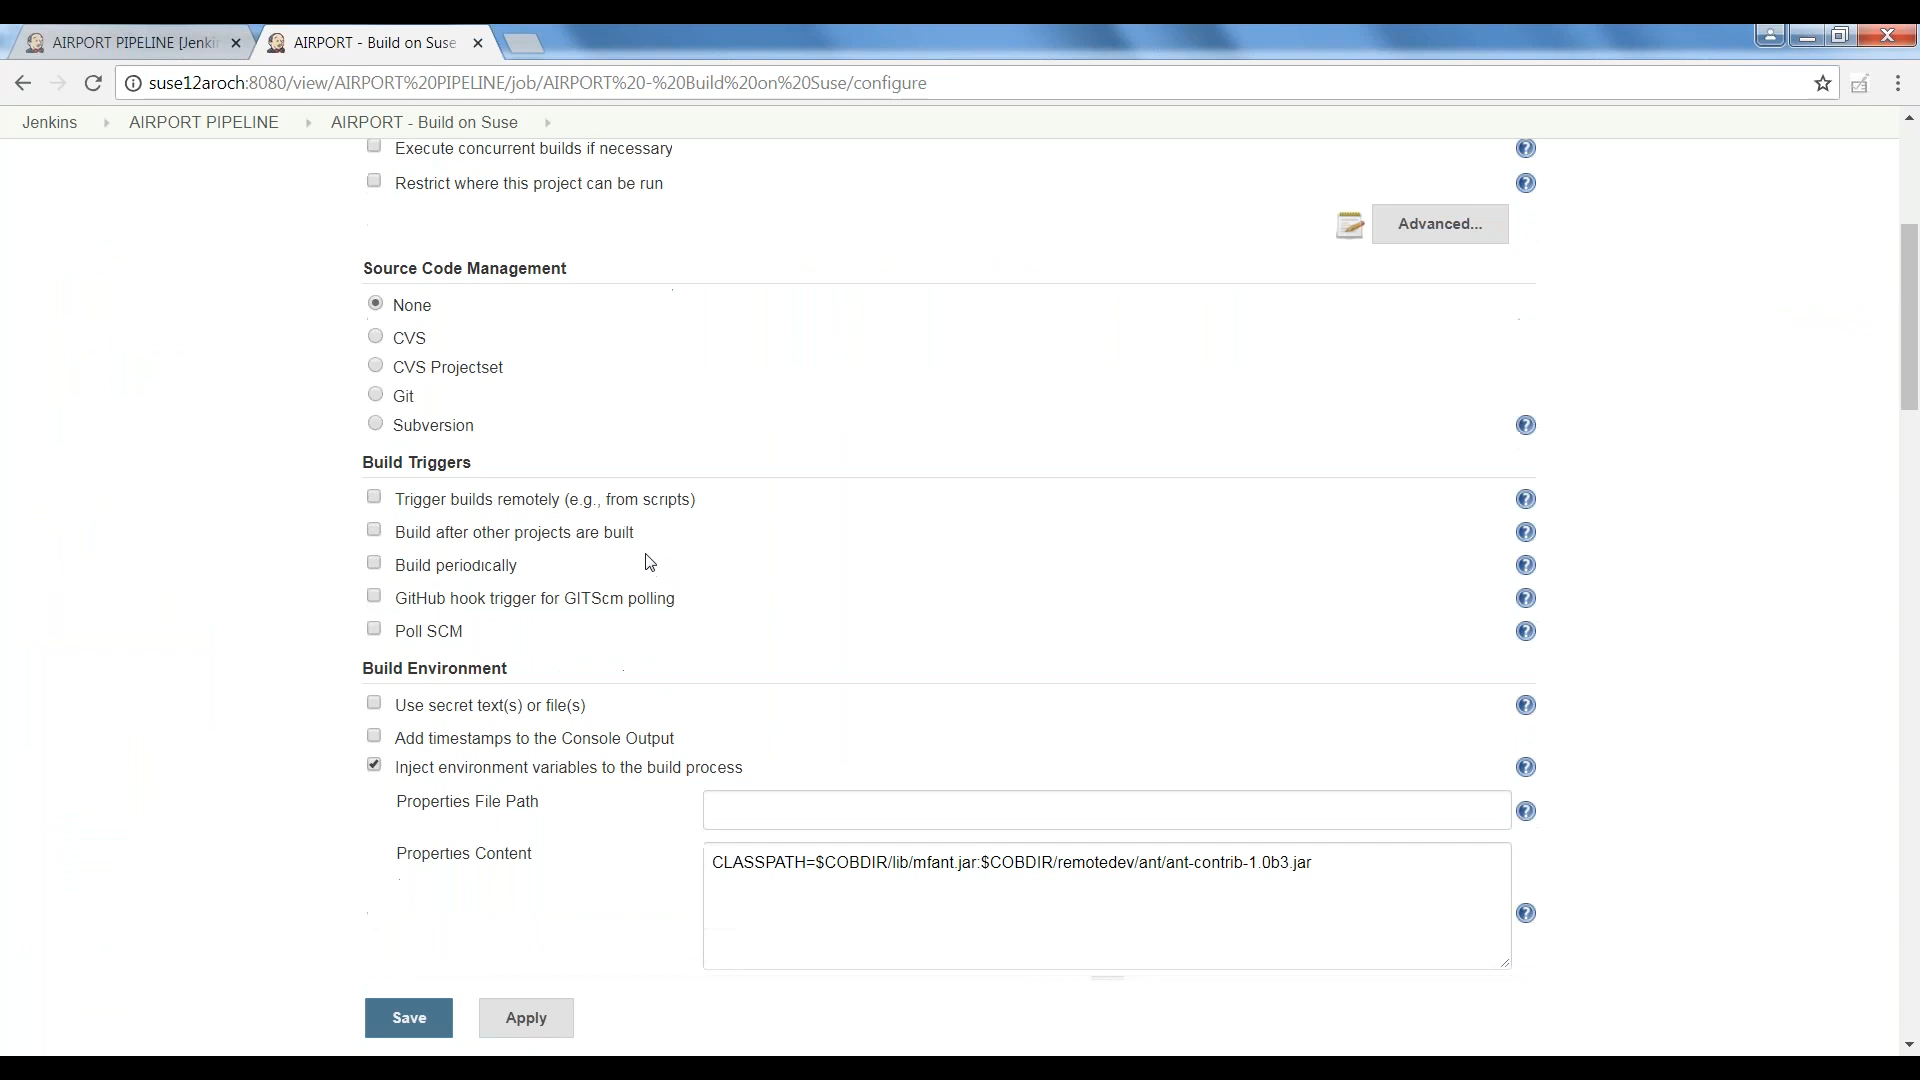 AIRPORT PIPELINE [Jenki
AIRPORT - Build on Suse
suse12aroch:8080/view/AIRPORT%20PIPELINE/job/AIRPORT%20-%20Build%20on%20Suse/configure
Jenkins AIRPORT PIPELINE AIRPORT - Build on Suse
Execute concurrent builds if necessary
Restrict where this project can be run
Advanced...
Source Code Management
None
CVS
CVS Projectset
Git
Subversion
Build Triggers
Trigger builds remotely (e.g., from scripts)
Build after other projects are built
Build periodically
GitHub hook trigger for GITScm polling
Poll SCM
Build Environment
Use secret text(s) or file(s)
Add timestamps to the Console Output
Inject environment variables to the build process
Properties File Path
Properties Content
CLASSPATH=$COBDIR/lib/mfant.jar:$COBDIR/remotedev/ant/ant-contrib-1.0b3.jar
Save Apply